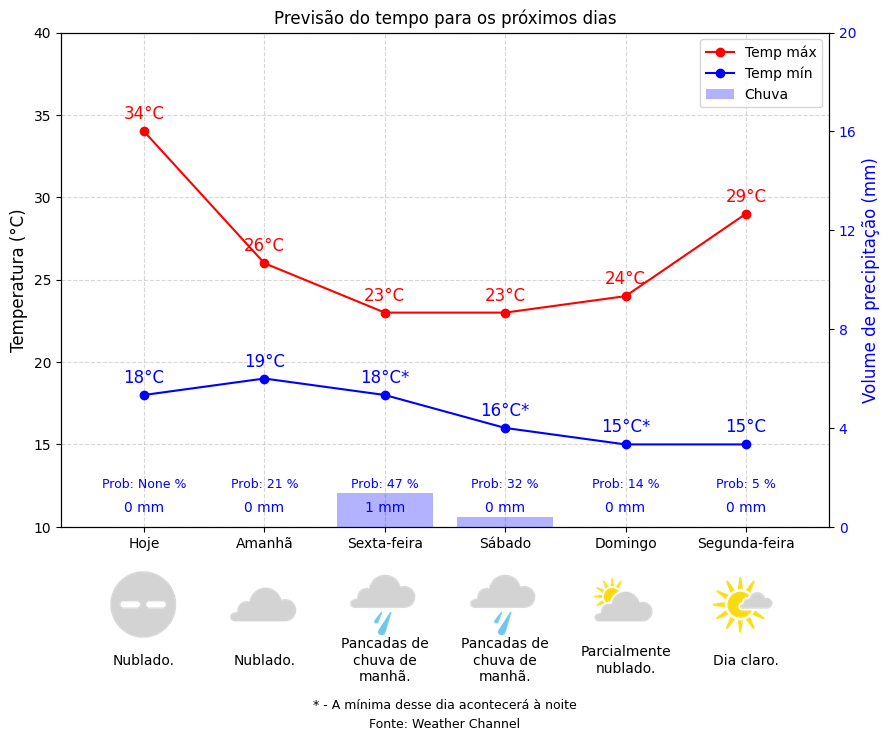 Previsão do tempo para os próximos dias
Temperatura (°C)
Volume de precipitação (mm)
40
35
30
25
20
15
10
20
16
12
8
4
0
Temp máx
Temp mín
Chuva
34°C
26°C
23°C
23°C
24°C
29°C
18°C
19°C
18°C*
16°C*
15°C*
15°C
Prob: None %
Prob: 21 %
Prob: 47 %
Prob: 32 %
Prob: 14 %
Prob: 5 %
0 mm
0 mm
1 mm
0 mm
0 mm
0 mm
Hoje
Amanhã
Sexta-feira
Sábado
Domingo
Segunda-feira
Nublado.
Nublado.
Pancadas de
chuva de
manhã.
Pancadas de
chuva de
manhã.
Parcialmente
nublado.
Dia claro.
* - A mínima desse dia acontecerá à noite
Fonte: Weather Channel